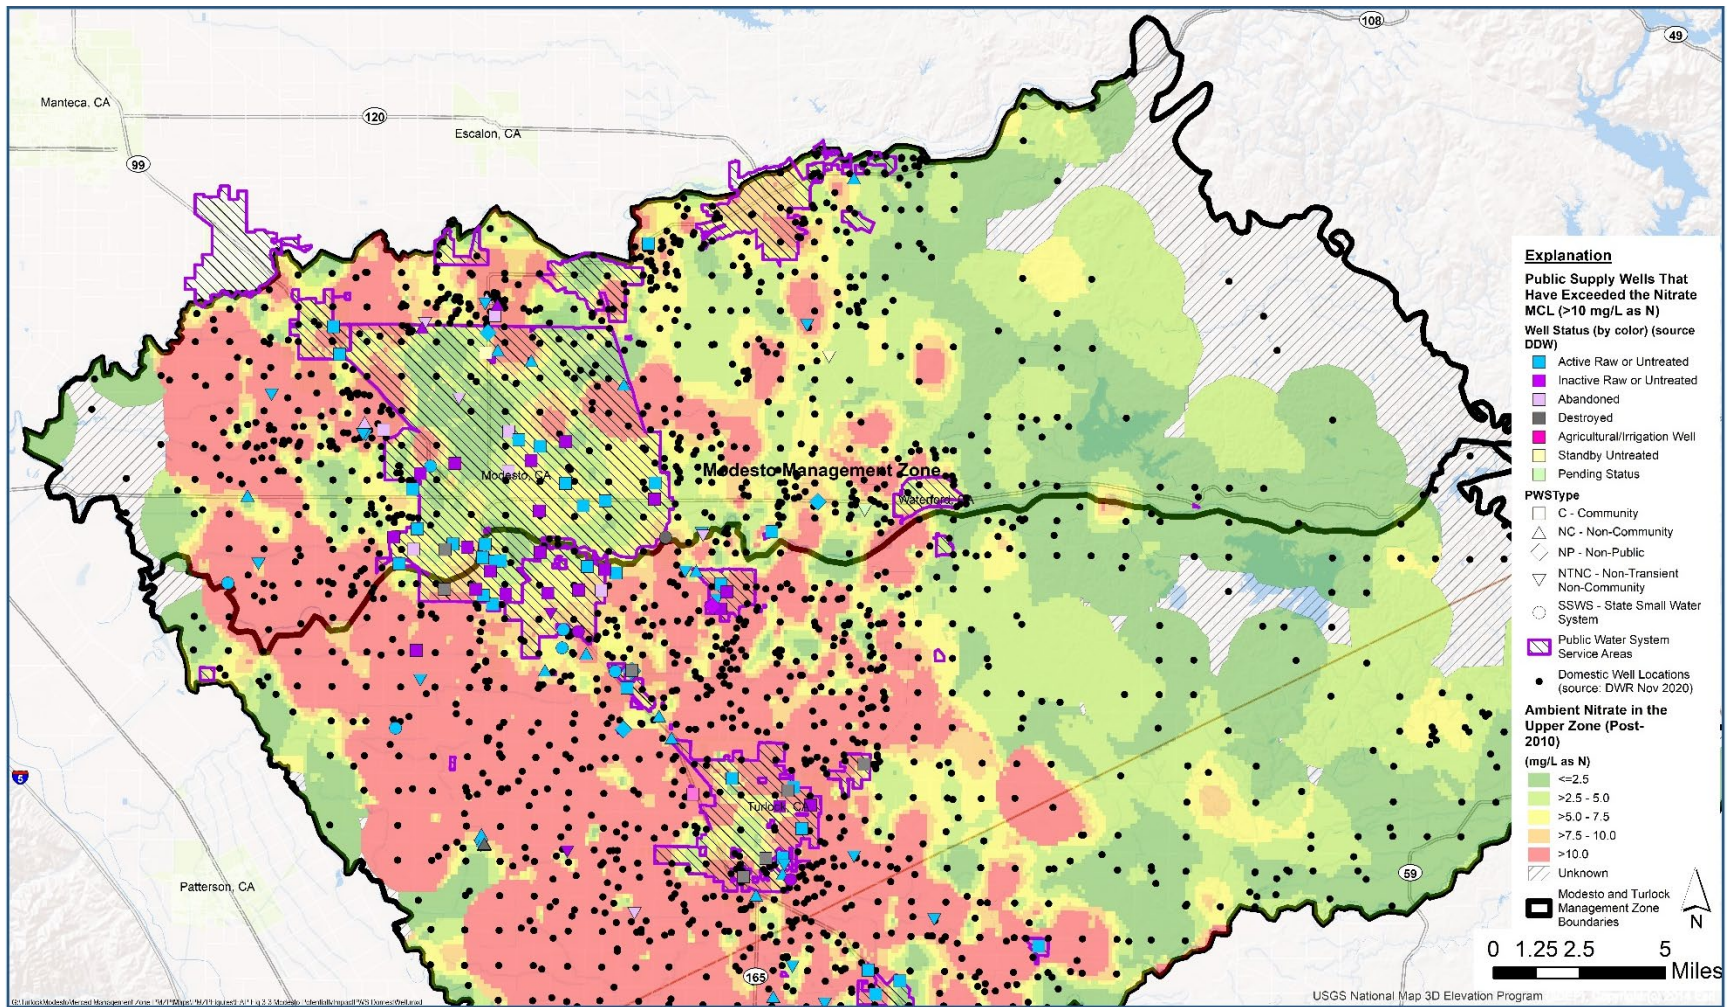 108
49
Manteca, CA
120
Escalon, CA
99
Modesto Management Zone
Modesto, CA
Waterford, CA
Turlock, CA
5
Patterson, CA
59
165
Explanation
Public Supply Wells That
Have Exceeded the Nitrate
MCL (>10 mg/L as N)
Well Status (by color) (source
DDW)
Active Raw or Untreated
Inactive Raw or Untreated
Abandoned
Destroyed
Agricultural/Irrigation Well
Standby Untreated
Pending Status
PWSType
C - Community
NC - Non-Community
NP - Non-Public
NTNC - Non-Transient
Non-Community
SSWS - State Small Water
System
Public Water System
Service Areas
Domestic Well Locations
(source: DWR Nov 2020)
Ambient Nitrate in the
Upper Zone (Post-
2010)
(mg/L as N)
<=2.5
>2.5 - 5.0
>5.0 - 7.5
>7.5 - 10.0
>10.0
Unknown
Modesto and Turlock
Management Zone
Boundaries
N
0 1.25 2.5 5
Miles
USGS National Map 3D Elevation Program